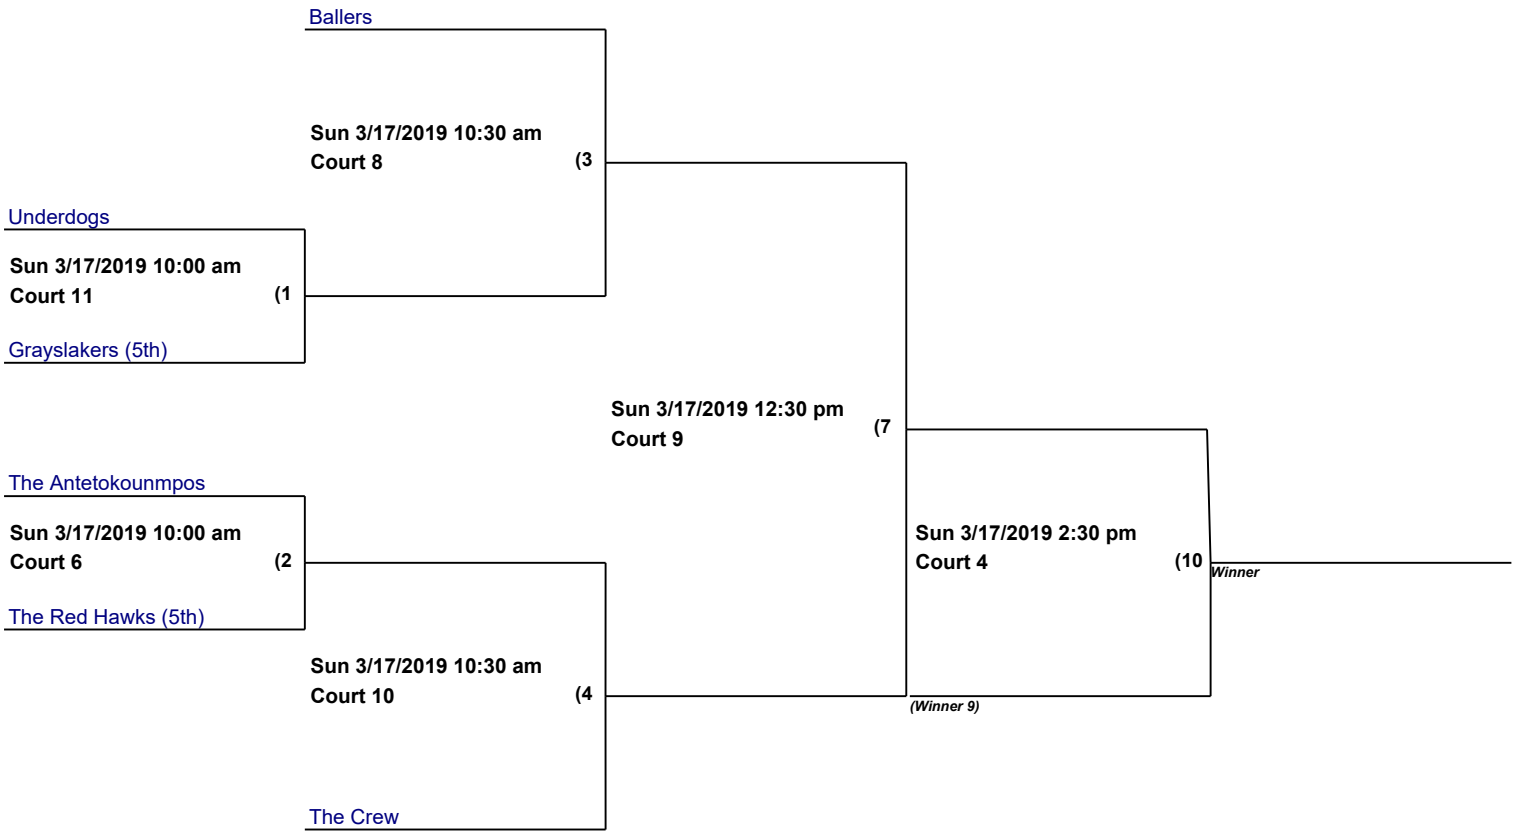 Ballers
Sun 3/17/2019 10:30 am
Court 8
(3
Underdogs
Sun 3/17/2019 10:00 am
Court 11
(1
Grayslakers (5th)
Sun 3/17/2019 12:30 pm
Court 9
(7
The Antetokounmpos
Sun 3/17/2019 10:00 am
Court 6
(2
The Red Hawks (5th)
Sun 3/17/2019 2:30 pm
Court 4
(10
Winner
Sun 3/17/2019 10:30 am
Court 10
(4
(Winner 9)
The Crew